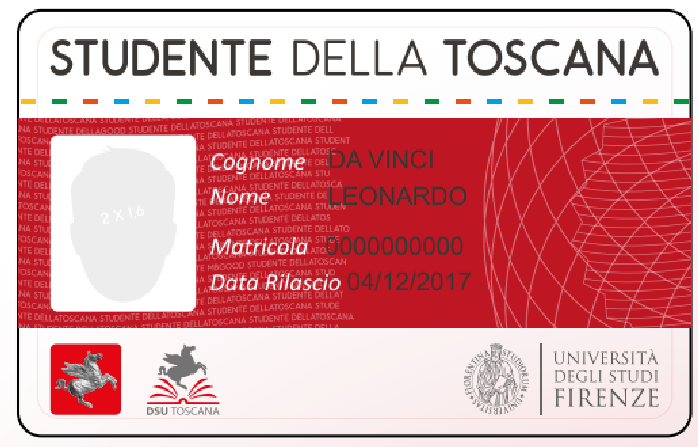 STUDENTE DELLA TOSCANA
2 X 1,6
Cognome DA VINCI
Nome LEONARDO
Matricola 0000000000
Data Rilascio 04/12/2017
DSU TOSCANA
UNIVERSITÀ
DEGLI STUDI
FIRENZE